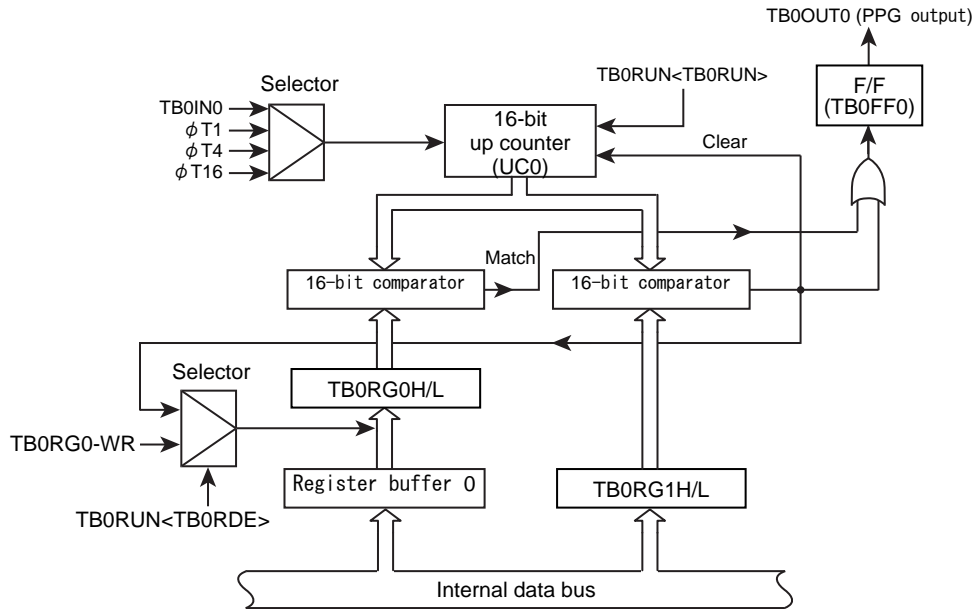 TB0OUT0 (PPG output)
Selector
TB0IN0
ϕT1
ϕT4
ϕT16
16-bit
up counter
(UC0)
TB0RUN<TB0RUN>
Clear
F/F
(TB0FF0)
Match
16-bit comparator
16-bit comparator
Selector
TB0RG0H/L
TB0RG0-WR
Register buffer 0
TB0RG1H/L
TB0RUN<TB0RDE>
Internal data bus